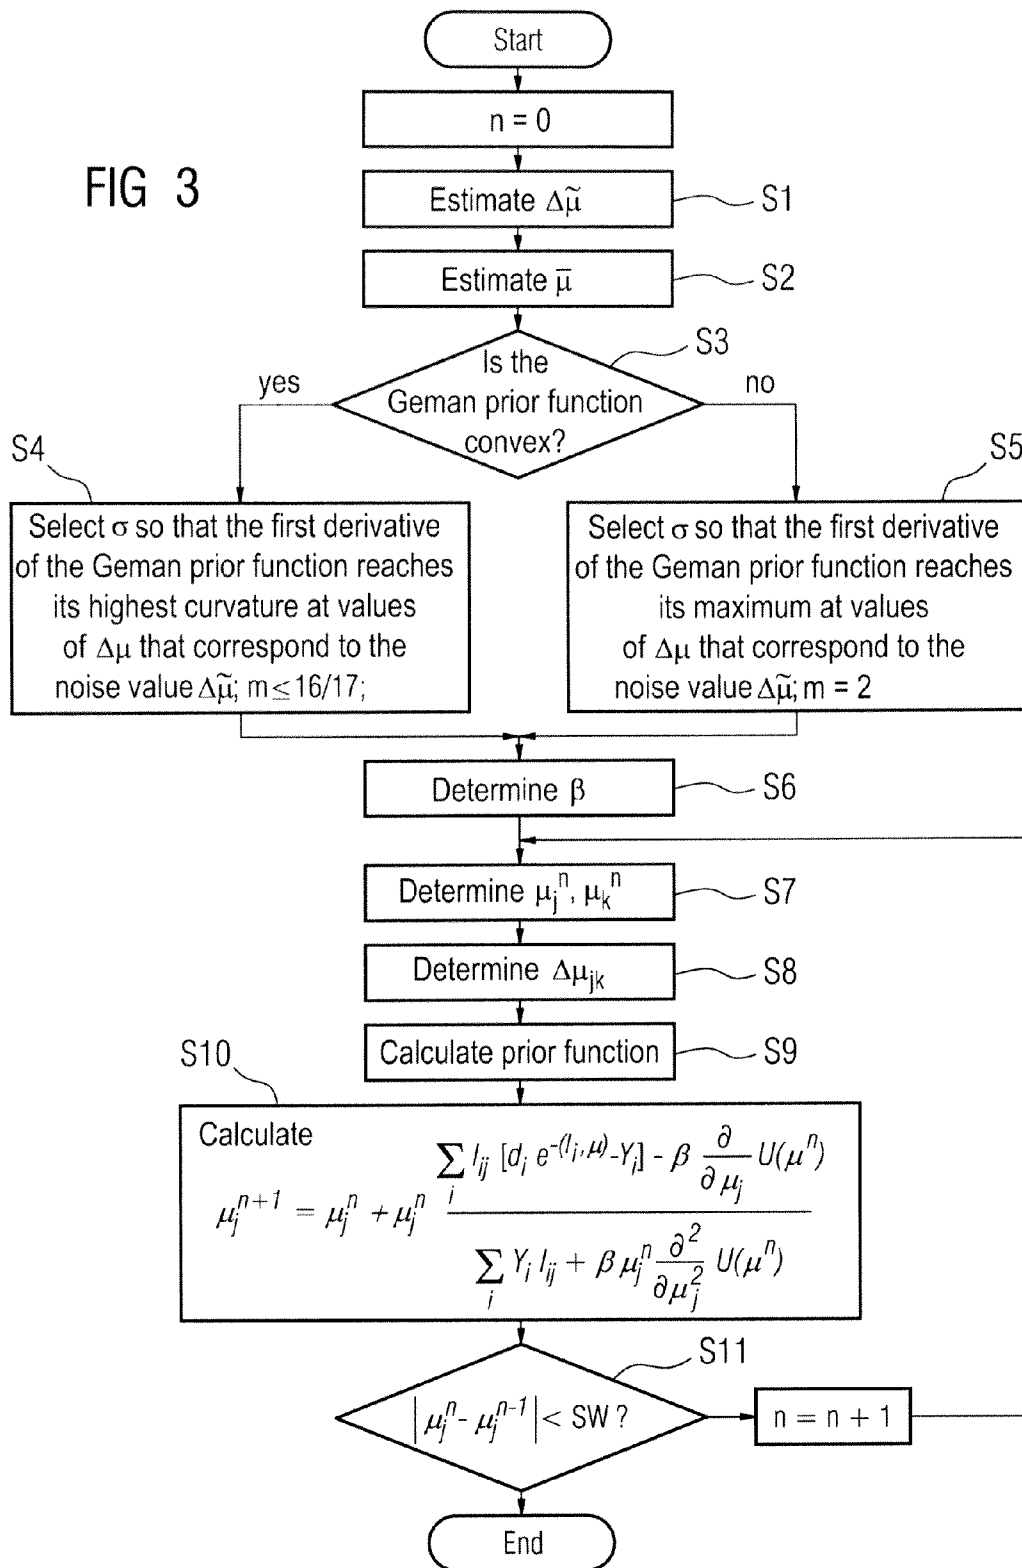 Start
n = 0
FIG 3
Estimate Δμ̃
S1
Estimate μ̄
S2
S3
Is the
Geman prior function
convex?
yes
no
S4
Select σ so that the first derivative
of the Geman prior function reaches
its highest curvature at values
of Δμ that correspond to the
noise value Δμ̃; m ≤ 16/17;
S5
Select σ so that the first derivative
of the Geman prior function reaches
its maximum at values
of Δμ that correspond to the
noise value Δμ̃; m = 2
Determine β
S6
Determine μ_j^n, μ_k^n
S7
Determine Δμ_jk
S8
Calculate prior function
S9
S10
Calculate
μ_j^{n+1} = μ_j^n + μ_j^n (∑_i l_ij [d_i e^{-(l_i, μ)} - Y_i] - β ∂/∂μ_j U(μ^n)) / (∑_i Y_i l_ij + β μ_j^n ∂²/∂μ_j² U(μ^n))
S11
|μ_j^n - μ_j^{n-1}| < SW ?
n = n + 1
End